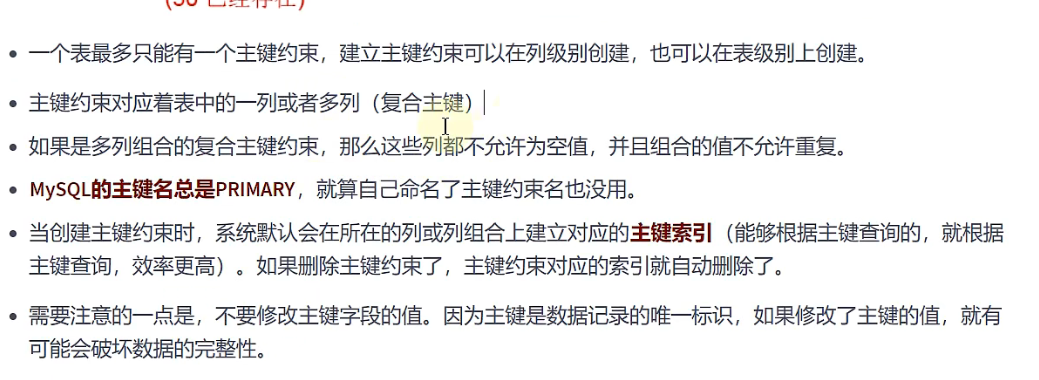 (50 已经存在)
• 一个表最多只能有一个主键约束，建立主键约束可以在列级别创建，也可以在表级别上创建。
• 主键约束对应着表中的一列或者多列（复合主键）
• 如果是多列组合的复合主键约束，那么这些列都不允许为空值，并且组合的值不允许重复。
• MySQL的主键名总是PRIMARY，就算自己命名了主键约束名也没用。
• 当创建主键约束时，系统默认会在所在的列或列组合上建立对应的主键索引（能够根据主键查询的，就根据
主键查询，效率更高）。如果删除主键约束了，主键约束对应的索引就自动删除了。
• 需要注意的一点是，不要修改主键字段的值。因为主键是数据记录的唯一标识，如果修改了主键的值，就有
可能会破坏数据的完整性。